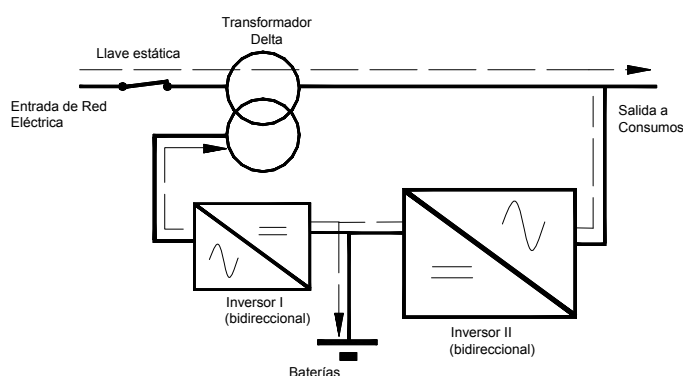 Transformador
Delta
Llave estática
Entrada de Red
Eléctrica
Salida a
Consumos
Inversor I
(bidireccional)
Inversor II
(bidireccional)
Baterías